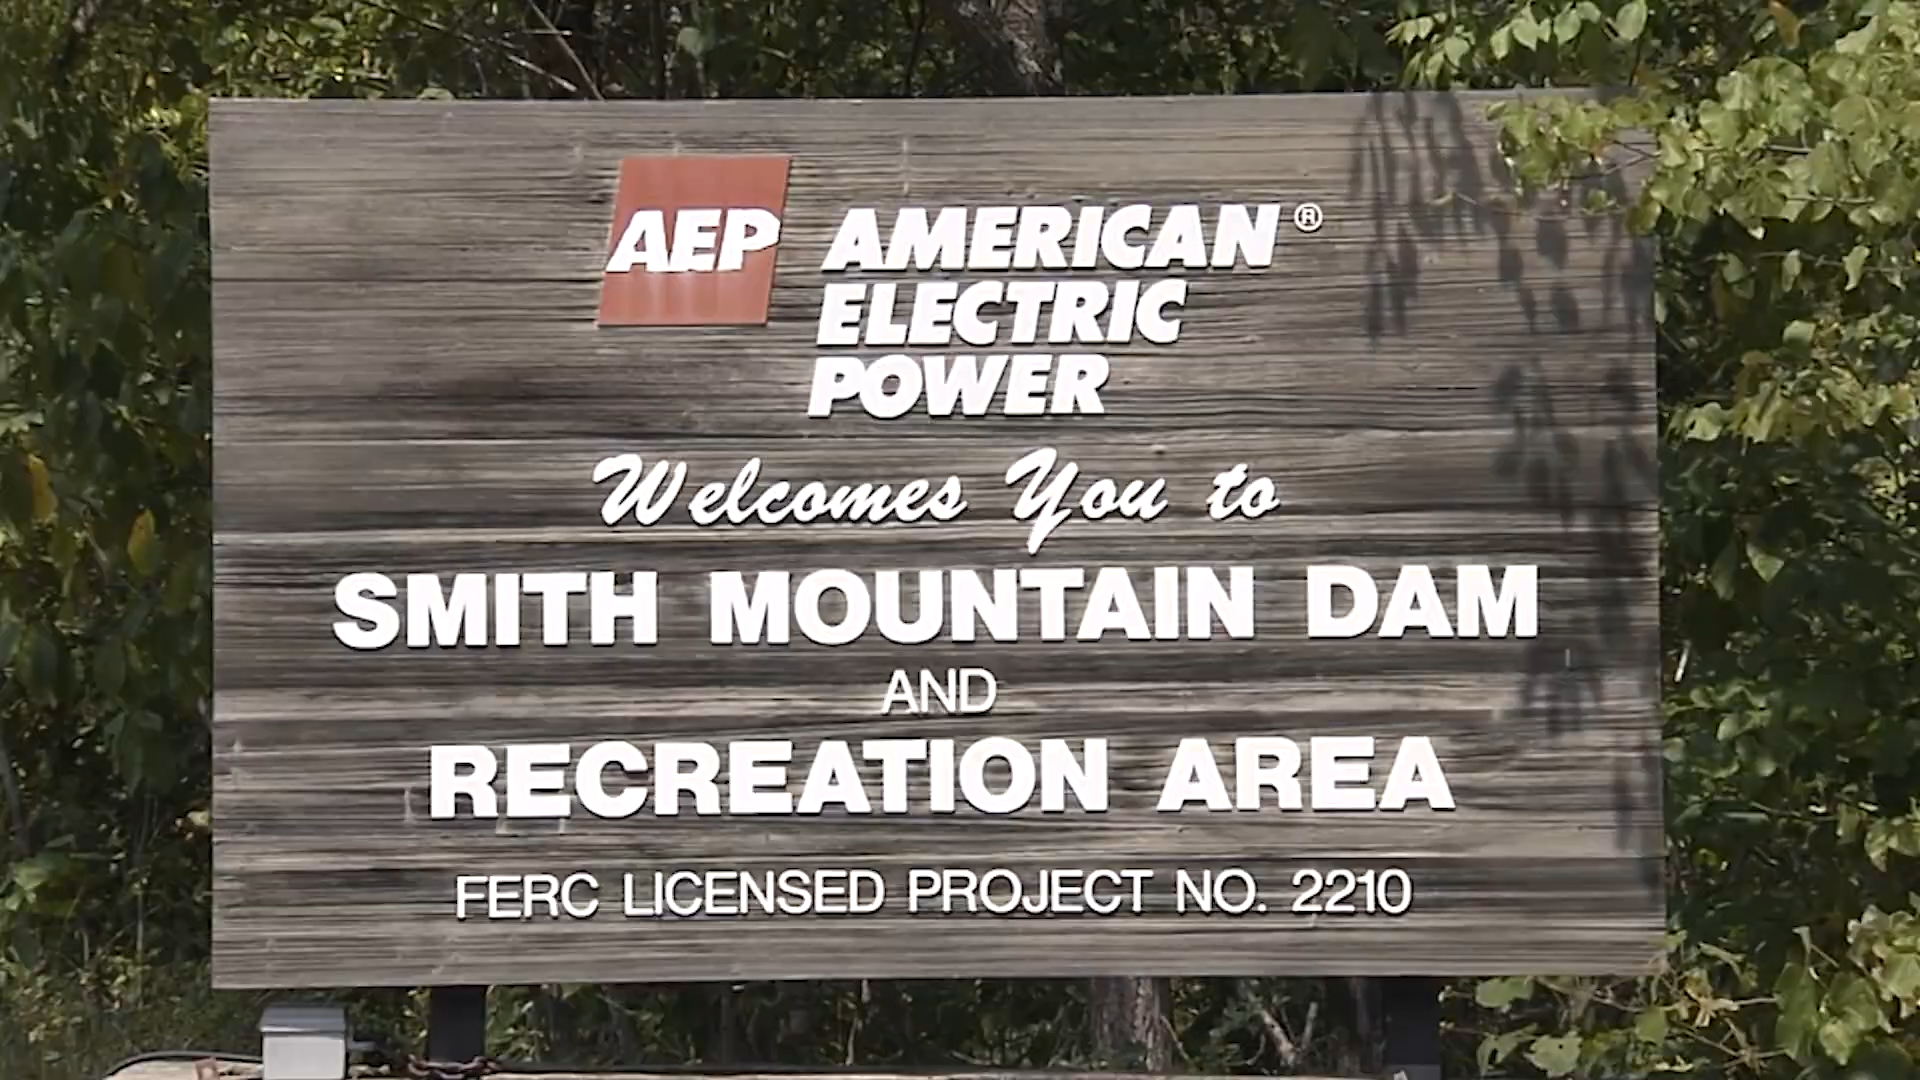 AEP AMERICAN®
ELECTRIC
POWER
Welcomes You to
SMITH MOUNTAIN DAM
AND
RECREATION AREA
FERC LICENSED PROJECT NO. 2210